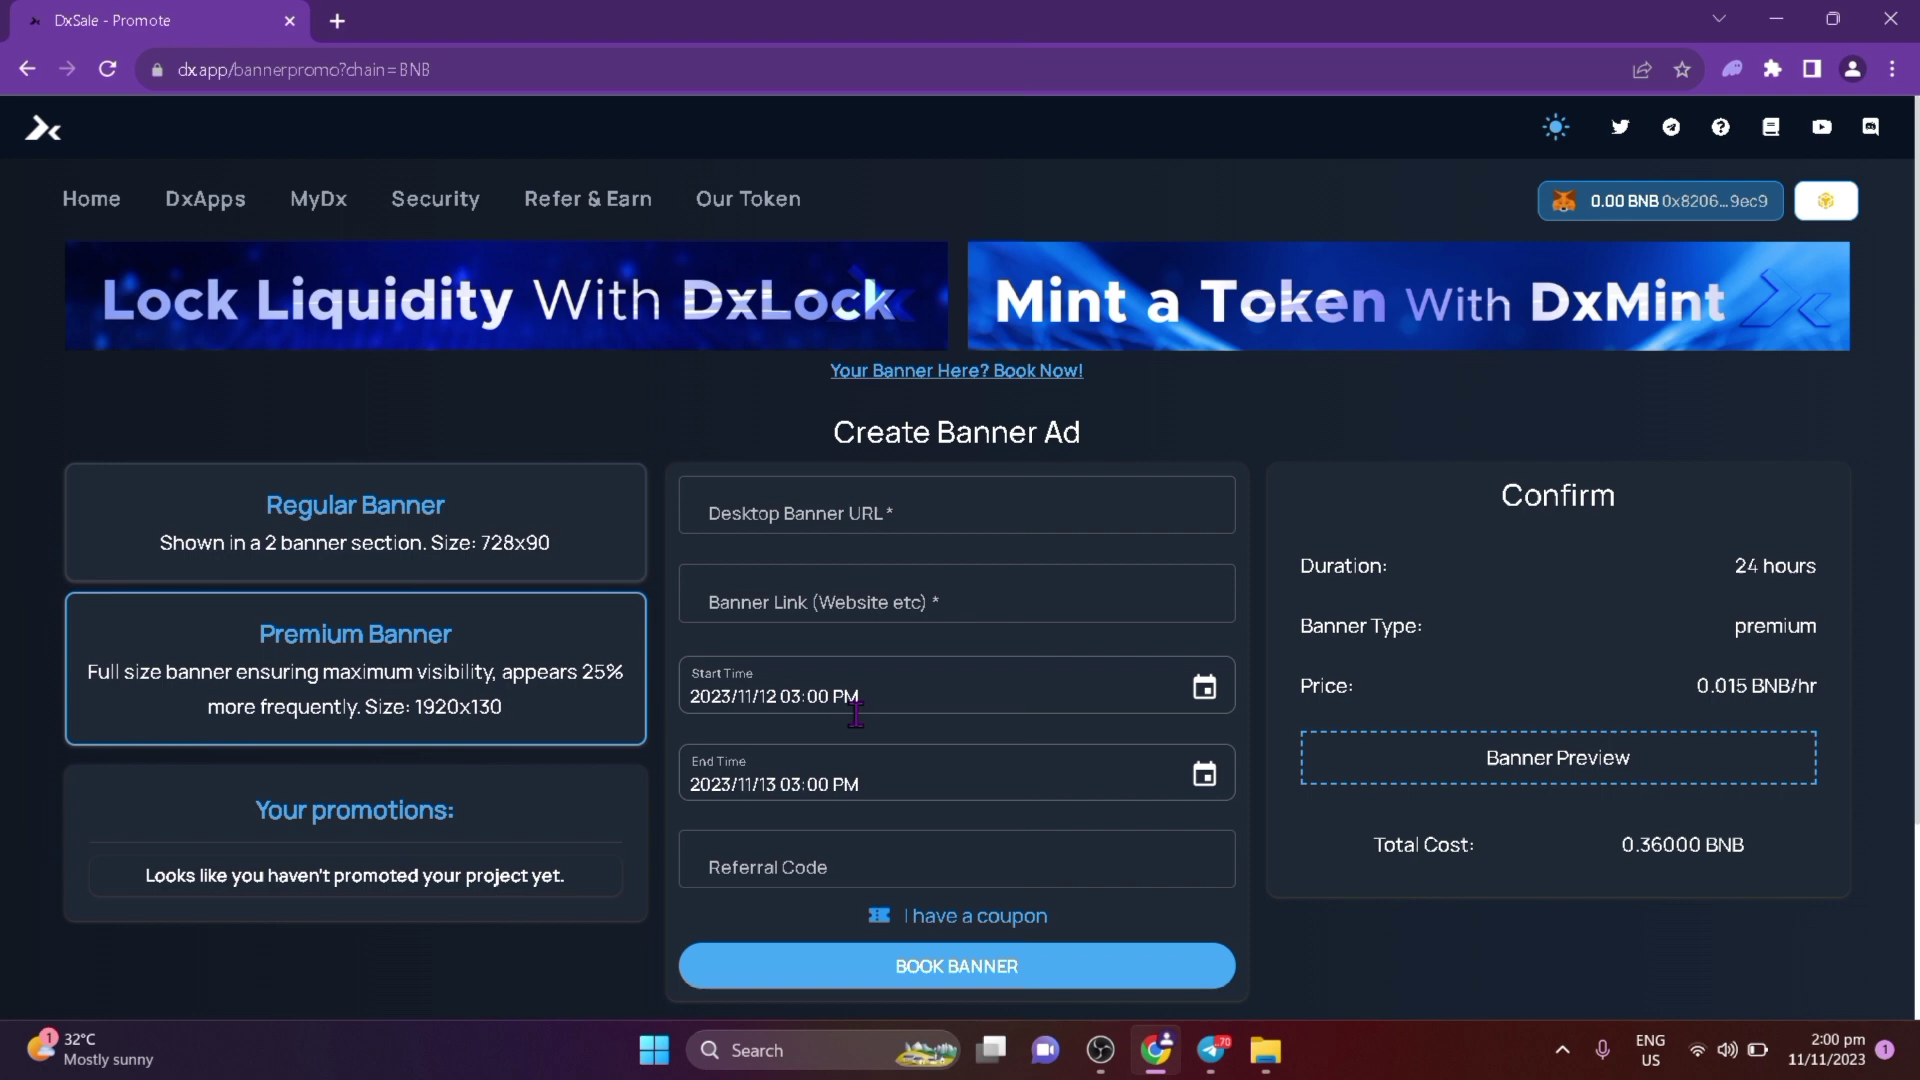 DxSale - Promote
dx.app/bannerpromo?chain=BNB
Home DxApps MyDx Security Refer & Earn Our Token
0.00 BNB 0x8206...9ec9
Lock Liquidity With DxLock
Mint a Token With DxMint
Your Banner Here? Book Now!
Create Banner Ad
Regular Banner
Shown in a 2 banner section. Size: 728x90
Premium Banner
Full size banner ensuring maximum visibility, appears 25%
more frequently. Size: 1920x130
Your promotions:
Looks like you haven't promoted your project yet.
Desktop Banner URL *
Banner Link (Website etc) *
Start Time
2023/11/12 03:00 PM
End Time
2023/11/13 03:00 PM
Referral Code
I have a coupon
BOOK BANNER
Confirm
Duration: 24 hours
Banner Type: premium
Price: 0.015 BNB/hr
Banner Preview
Total Cost: 0.36000 BNB
1
32°C
Mostly sunny
Search
70
ENG
US
2:00 pm
11/11/2023
1